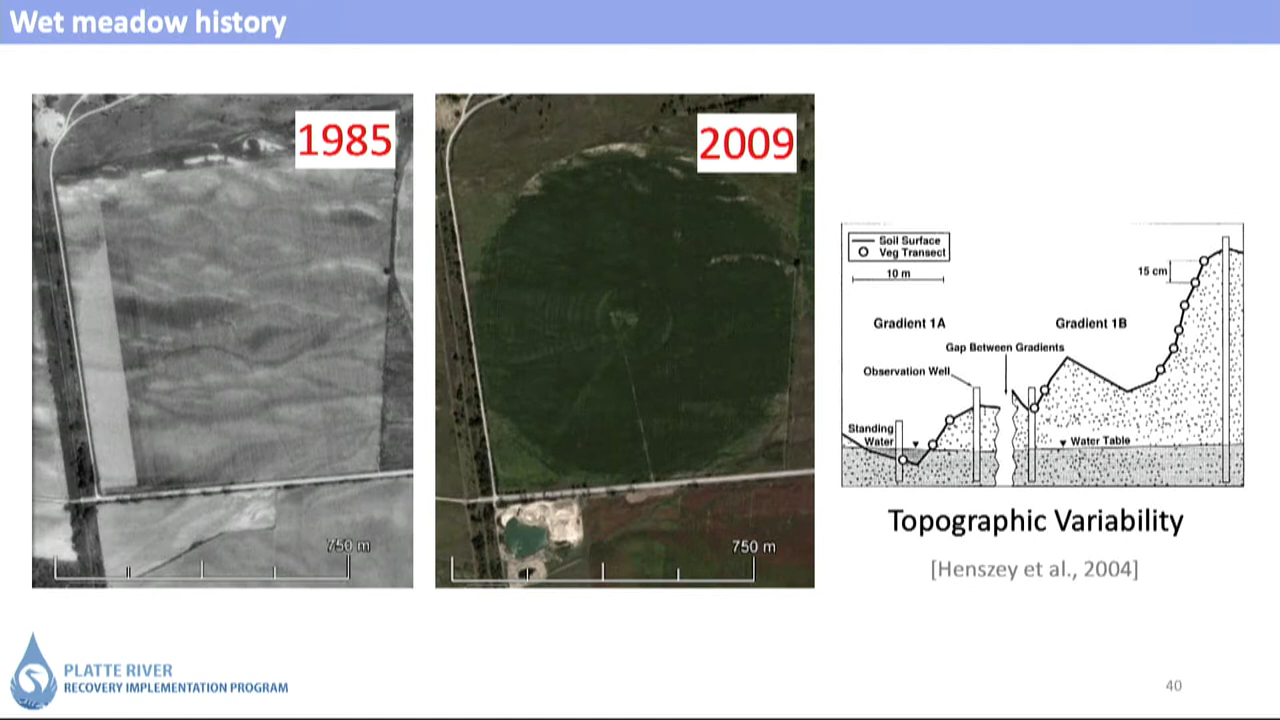 Wet meadow history
1985
750 m
2009
750 m
Soil Surface
Veg Transect
10 m
15 cm
Gradient 1A
Gradient 1B
Gap Between Gradients
Observation Well
Standing
Water
Water Table
Topographic Variability
[Henszey et al., 2004]
PLATTE RIVER
RECOVERY IMPLEMENTATION PROGRAM
40